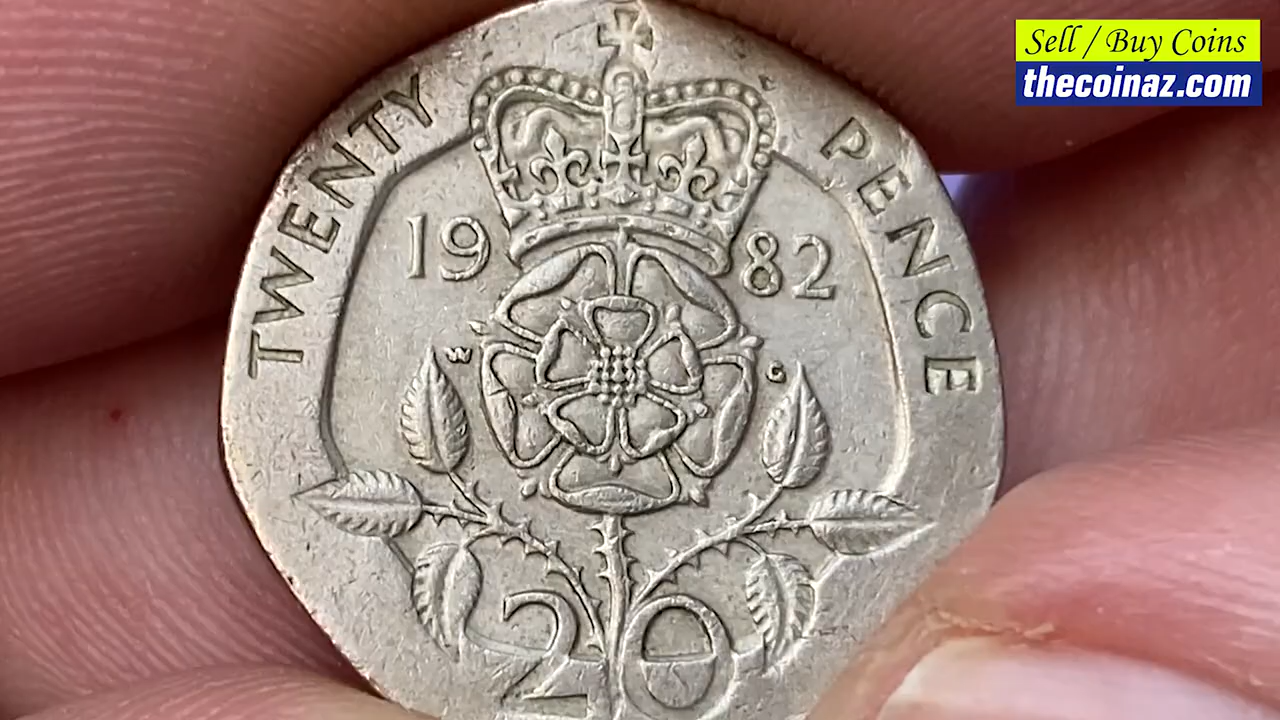 Sell / Buy Coins
thecoinaz.com
TWENTY PENCE
19 82
W G
20